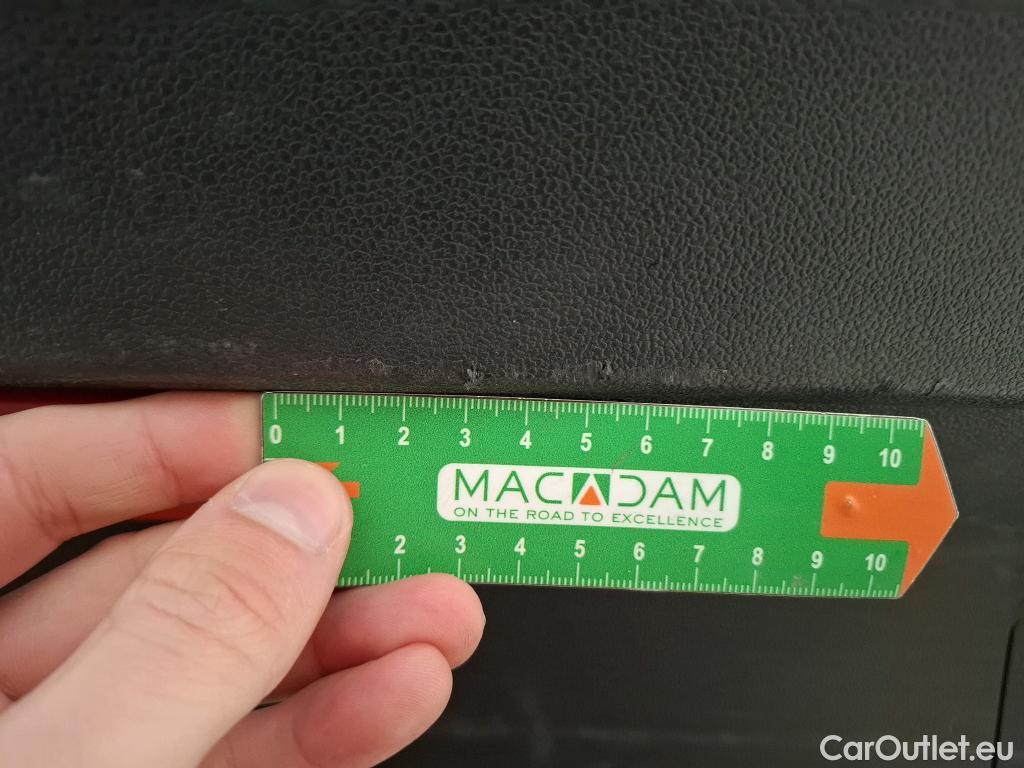 0 1 2 3 4 5 6 7 8 9 10
MACADAM
ON THE ROAD TO EXCELLENCE
2 3 4 5 6 7 8 9 10
CarOutlet.eu